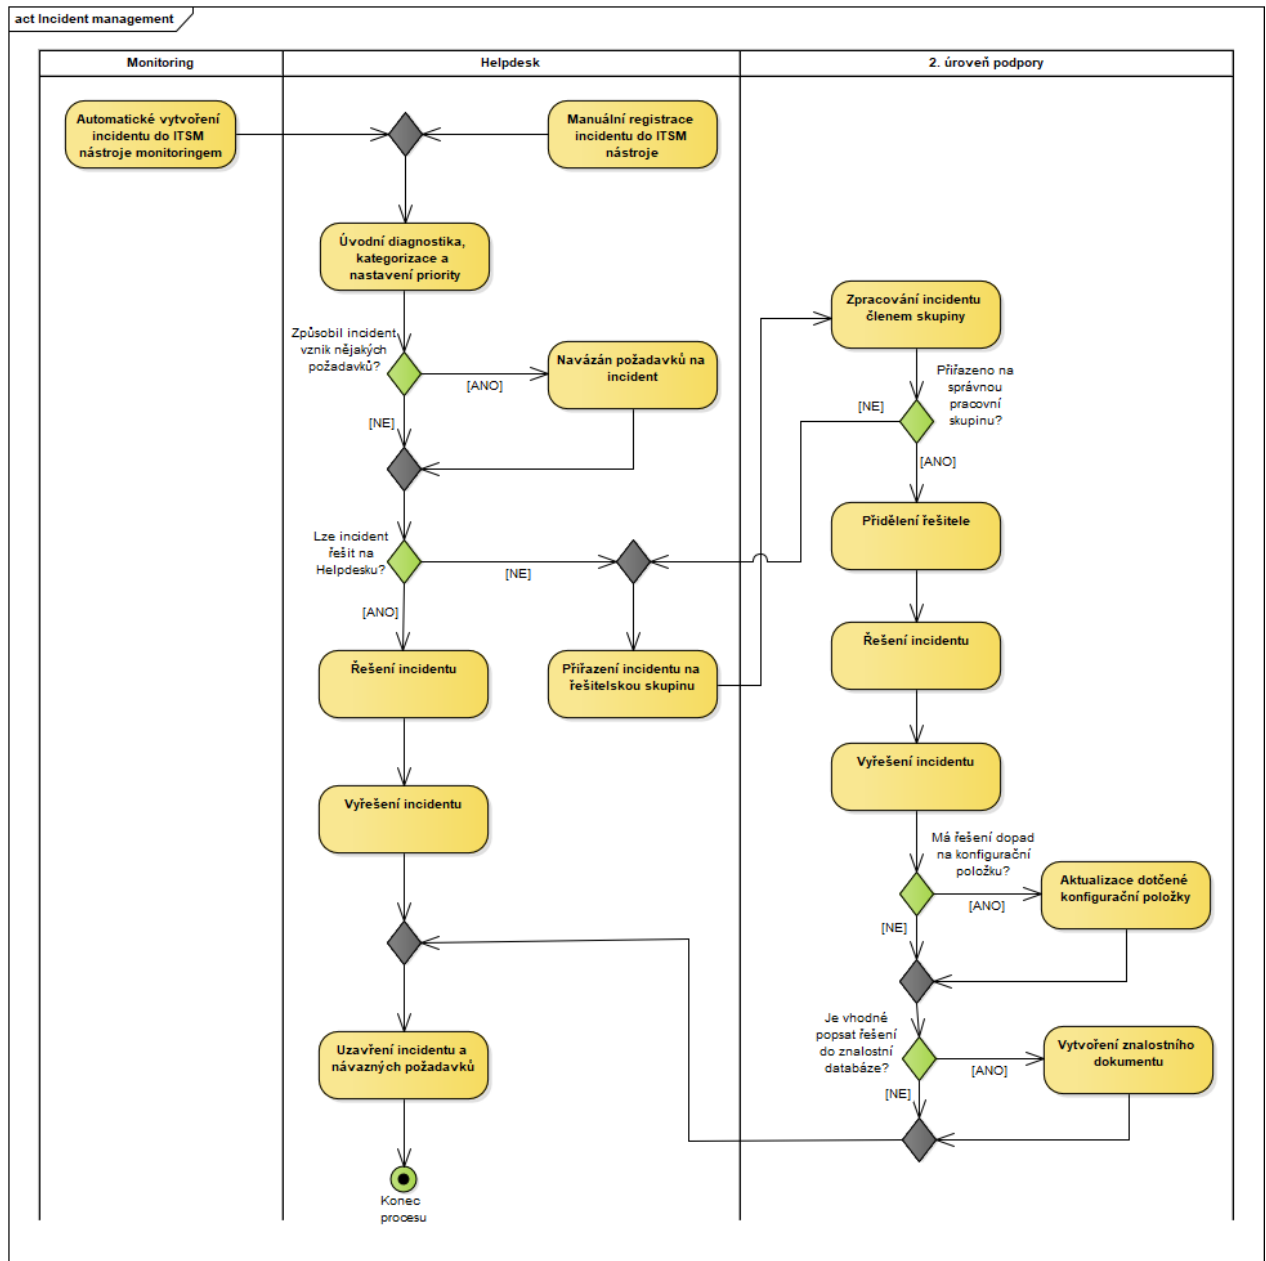 act Incident management
Monitoring
Helpdesk
2. úroveň podpory
Automatické vytvoření
incidentu do ITSM
nástroje monitoringem
Manuální registrace
incidentu do ITSM
nástroje
Úvodní diagnostika,
kategorizace a
nastavení priority
Způsobil incident
vznik nějakých
požadavků?
[ANO]
Navázán požadavků na
incident
[NE]
Lze incident
řešit na
Helpdesku?
[NE]
[ANO]
Řešení incidentu
Přiřazení incidentu na
řešitelskou skupinu
Vyřešení incidentu
Uzavření incidentu a
návazných požadavků
Konec
procesu
Zpracování incidentu
členem skupiny
Přiřazeno na
správnou
pracovní
skupinu?
[NE]
[ANO]
Přidělení řešitele
Řešení incidentu
Vyřešení incidentu
Má řešení dopad
na konfigurační
položku?
[ANO]
Aktualizace dotčené
konfigurační položky
[NE]
Je vhodné
popsat řešení
do znalostní
databáze?
[ANO]
Vytvoření znalostního
dokumentu
[NE]